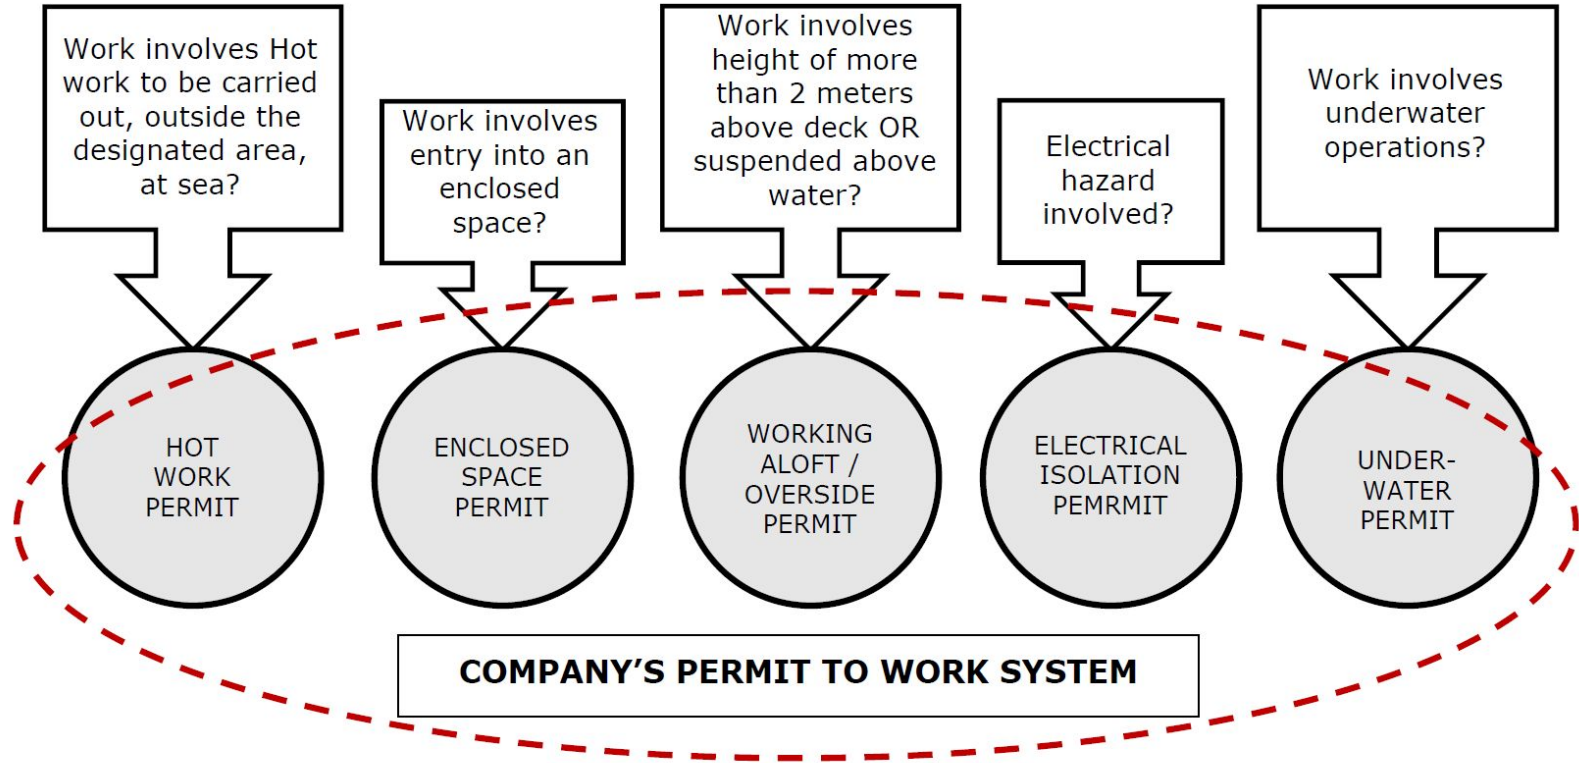 Work involves Hot
work to be carried
out, outside the
designated area,
at sea?
Work involves
entry into an
enclosed
space?
Work involves
height of more
than 2 meters
above deck OR
suspended above
water?
Electrical
hazard
involved?
Work involves
underwater
operations?
HOT
WORK
PERMIT
ENCLOSED
SPACE
PERMIT
WORKING
ALOFT /
OVERSIDE
PERMIT
ELECTRICAL
ISOLATION
PEMRMIT
UNDER-
WATER
PERMIT
COMPANY’S PERMIT TO WORK SYSTEM